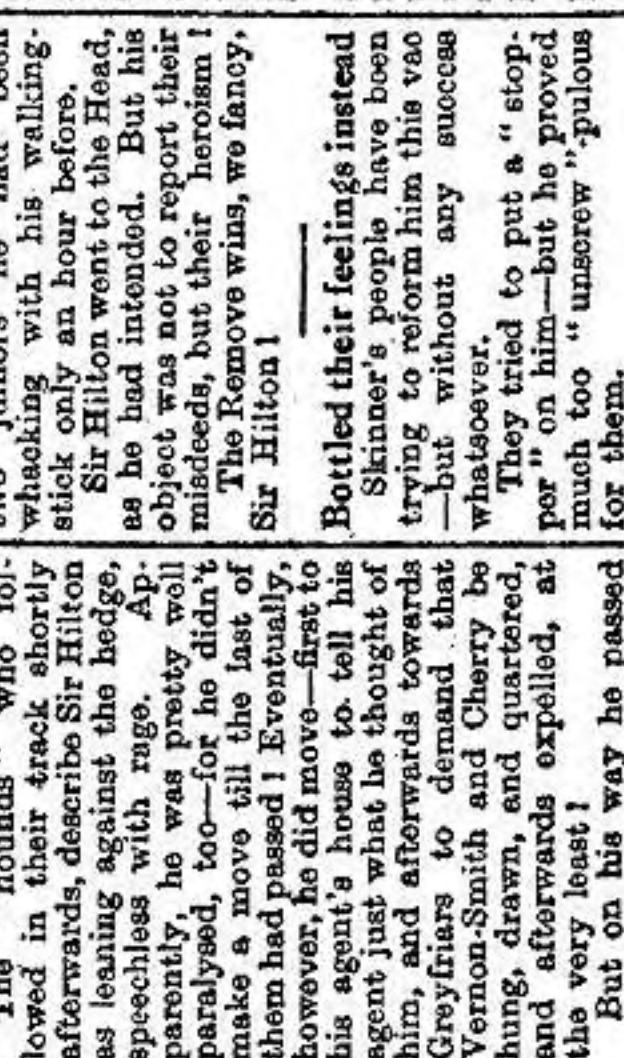 The hounds" who fol-
lowed in their track shortly
afterwards, describe Sir Hilton
as leaning against the hedge,
speechless with rage. Ap-
parently, he was pretty well
paralysed, too—for he didn't
make a move till the last of
them had passed! Eventually,
however, he did move—first to
his agent's house to tell his
agent just what he thought of
him, and afterwards towards
Greyfriars to demand that
Vernon-Smith and Cherry be
hung, drawn, and quartered,
and afterwards expelled, at
the very least!
But on his way he passed
two juniors he had been
whacking with his walking-
stick only an hour before.
Sir Hilton went to the Head,
as he had intended. But his
object was not to report their
misdeeds, but their heroism!
The Remove wins, we fancy,
Sir Hilton!
Bottled their feelings instead
Skinner's people have been
trying to reform him this vac
—but without any success
whatsoever.
They tried to put a "stop-
per" on him—but he proved
much too "unscrew"-pulous
for them.